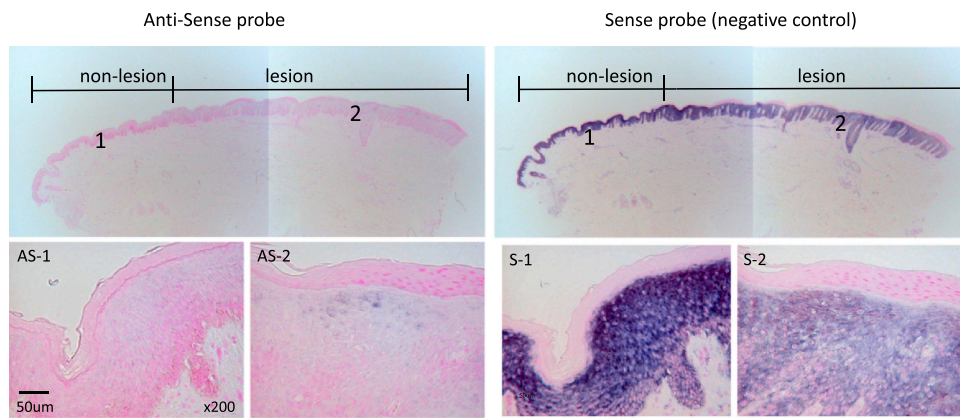 Anti-Sense probe
Sense probe (negative control)
non-lesion
lesion
non-lesion
lesion
1
2
1
2
AS-1
AS-2
S-1
S-2
50um
x200